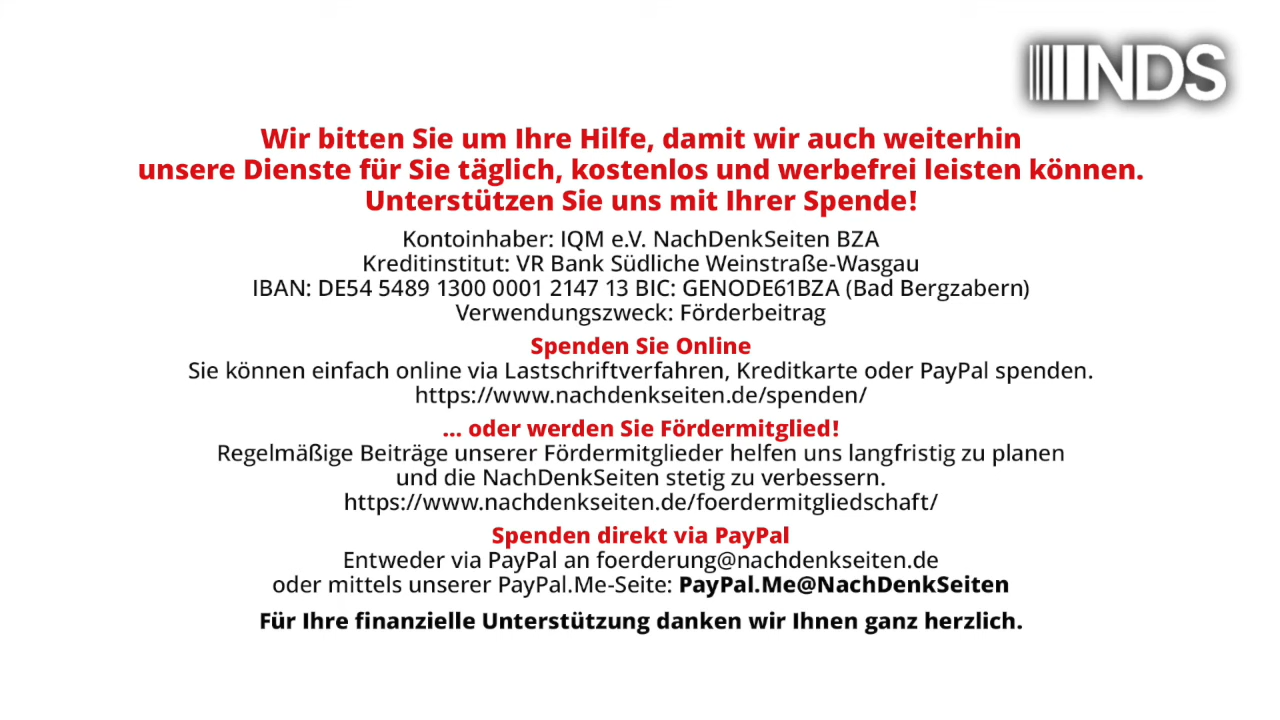 NDS
Wir bitten Sie um Ihre Hilfe, damit wir auch weiterhin
unsere Dienste für Sie täglich, kostenlos und werbefrei leisten können.
Unterstützen Sie uns mit Ihrer Spende!
Kontoinhaber: IQM e.V. NachDenkSeiten BZA
Kreditinstitut: VR Bank Südliche Weinstraße-Wasgau
IBAN: DE54 5489 1300 0001 2147 13 BIC: GENODE61BZA (Bad Bergzabern)
Verwendungszweck: Förderbeitrag
Spenden Sie Online
Sie können einfach online via Lastschriftverfahren, Kreditkarte oder PayPal spenden.
https://www.nachdenkseiten.de/spenden/
... oder werden Sie Fördermitglied!
Regelmäßige Beiträge unserer Fördermitglieder helfen uns langfristig zu planen
und die NachDenkSeiten stetig zu verbessern.
https://www.nachdenkseiten.de/foerdermitgliedschaft/
Spenden direkt via PayPal
Entweder via PayPal an foerderung@nachdenkseiten.de
oder mittels unserer PayPal.Me-Seite: PayPal.Me@NachDenkSeiten
Für Ihre finanzielle Unterstützung danken wir Ihnen ganz herzlich.